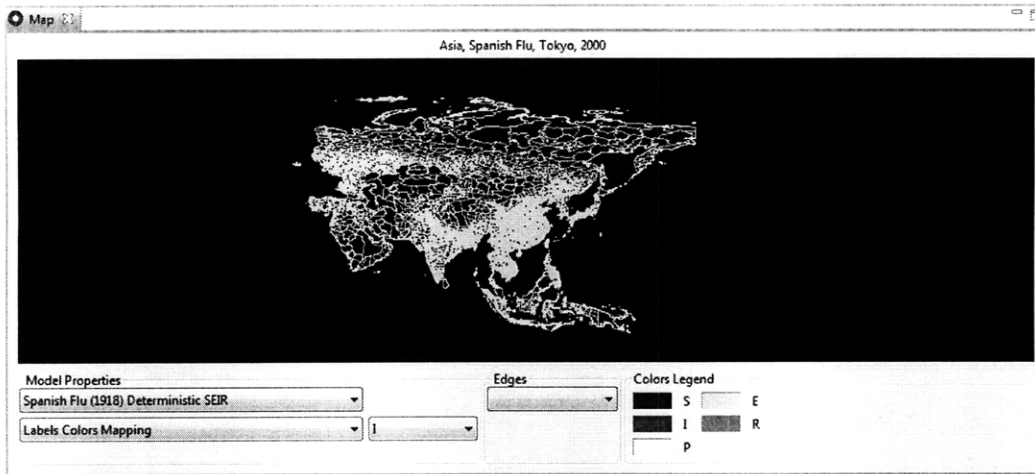 Map
Asia, Spanish Flu, Tokyo, 2000
Model Properties
Spanish Flu (1918) Deterministic SEIR
Labels Colors Mapping
I
Edges
Colors Legend
S E
I R
P